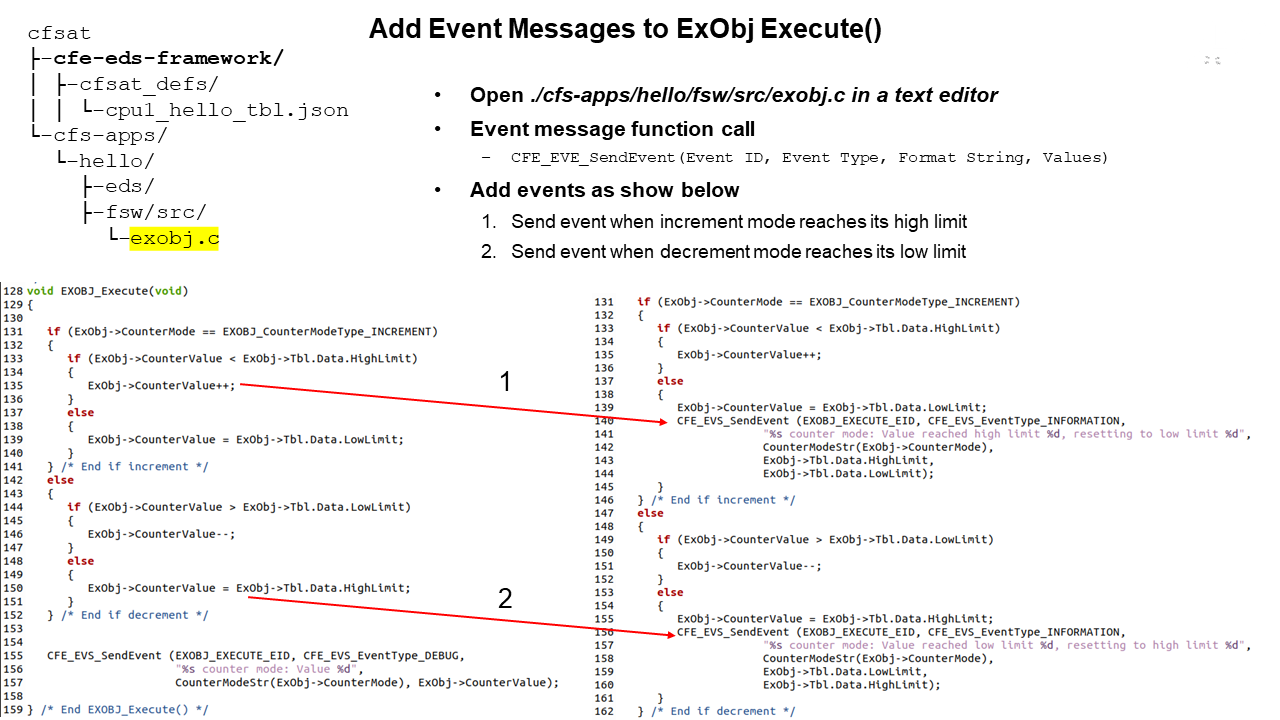 Add Event Messages to ExObj Execute()
cfsat
├─cfe-eds-framework/
│ ├─cfsat_defs/
│ │ └─cpu1_hello_tbl.json
└─cfs-apps/
└─hello/
├─eds/
├─fsw/src/
└─exobj.c
• Open ./cfs-apps/hello/fsw/src/exobj.c in a text editor
• Event message function call
– CFE_EVE_SendEvent(Event ID, Event Type, Format String, Values)
• Add events as show below
1. Send event when increment mode reaches its high limit
2. Send event when decrement mode reaches its low limit
128 void EXOBJ_Execute(void)
129 {
130
131 if (ExObj->CounterMode == EXOBJ_CounterModeType_INCREMENT)
132 {
133 if (ExObj->CounterValue < ExObj->Tbl.Data.HighLimit)
134 {
135 ExObj->CounterValue++;
136 }
137 else
138 {
139 ExObj->CounterValue = ExObj->Tbl.Data.LowLimit;
140 }
141 } /* End if increment */
142 else
143 {
144 if (ExObj->CounterValue > ExObj->Tbl.Data.LowLimit)
145 {
146 ExObj->CounterValue--;
147 }
148 else
149 {
150 ExObj->CounterValue = ExObj->Tbl.Data.HighLimit;
151 }
152 } /* End if decrement */
153
154
155 CFE_EVS_SendEvent (EXOBJ_EXECUTE_EID, CFE_EVS_EventType_DEBUG,
156 "%s counter mode: Value %d",
157 CounterModeStr(ExObj->CounterMode), ExObj->CounterValue);
158
159 } /* End EXOBJ_Execute() */
1
2
131 if (ExObj->CounterMode == EXOBJ_CounterModeType_INCREMENT)
132 {
133 if (ExObj->CounterValue < ExObj->Tbl.Data.HighLimit)
134 {
135 ExObj->CounterValue++;
136 }
137 else
138 {
139 ExObj->CounterValue = ExObj->Tbl.Data.LowLimit;
140 CFE_EVS_SendEvent (EXOBJ_EXECUTE_EID, CFE_EVS_EventType_INFORMATION,
141 "%s counter mode: Value reached high limit %d, resetting to low limit %d",
142 CounterModeStr(ExObj->CounterMode),
143 ExObj->Tbl.Data.HighLimit,
144 ExObj->Tbl.Data.LowLimit);
145 }
146 } /* End if increment */
147 else
148 {
149 if (ExObj->CounterValue > ExObj->Tbl.Data.LowLimit)
150 {
151 ExObj->CounterValue--;
152 }
153 else
154 {
155 ExObj->CounterValue = ExObj->Tbl.Data.HighLimit;
156 CFE_EVS_SendEvent (EXOBJ_EXECUTE_EID, CFE_EVS_EventType_INFORMATION,
157 "%s counter mode: Value reached low limit %d, resetting to high limit %d",
158 CounterModeStr(ExObj->CounterMode),
159 ExObj->Tbl.Data.LowLimit,
160 ExObj->Tbl.Data.HighLimit);
161 }
162 } /* End if decrement */